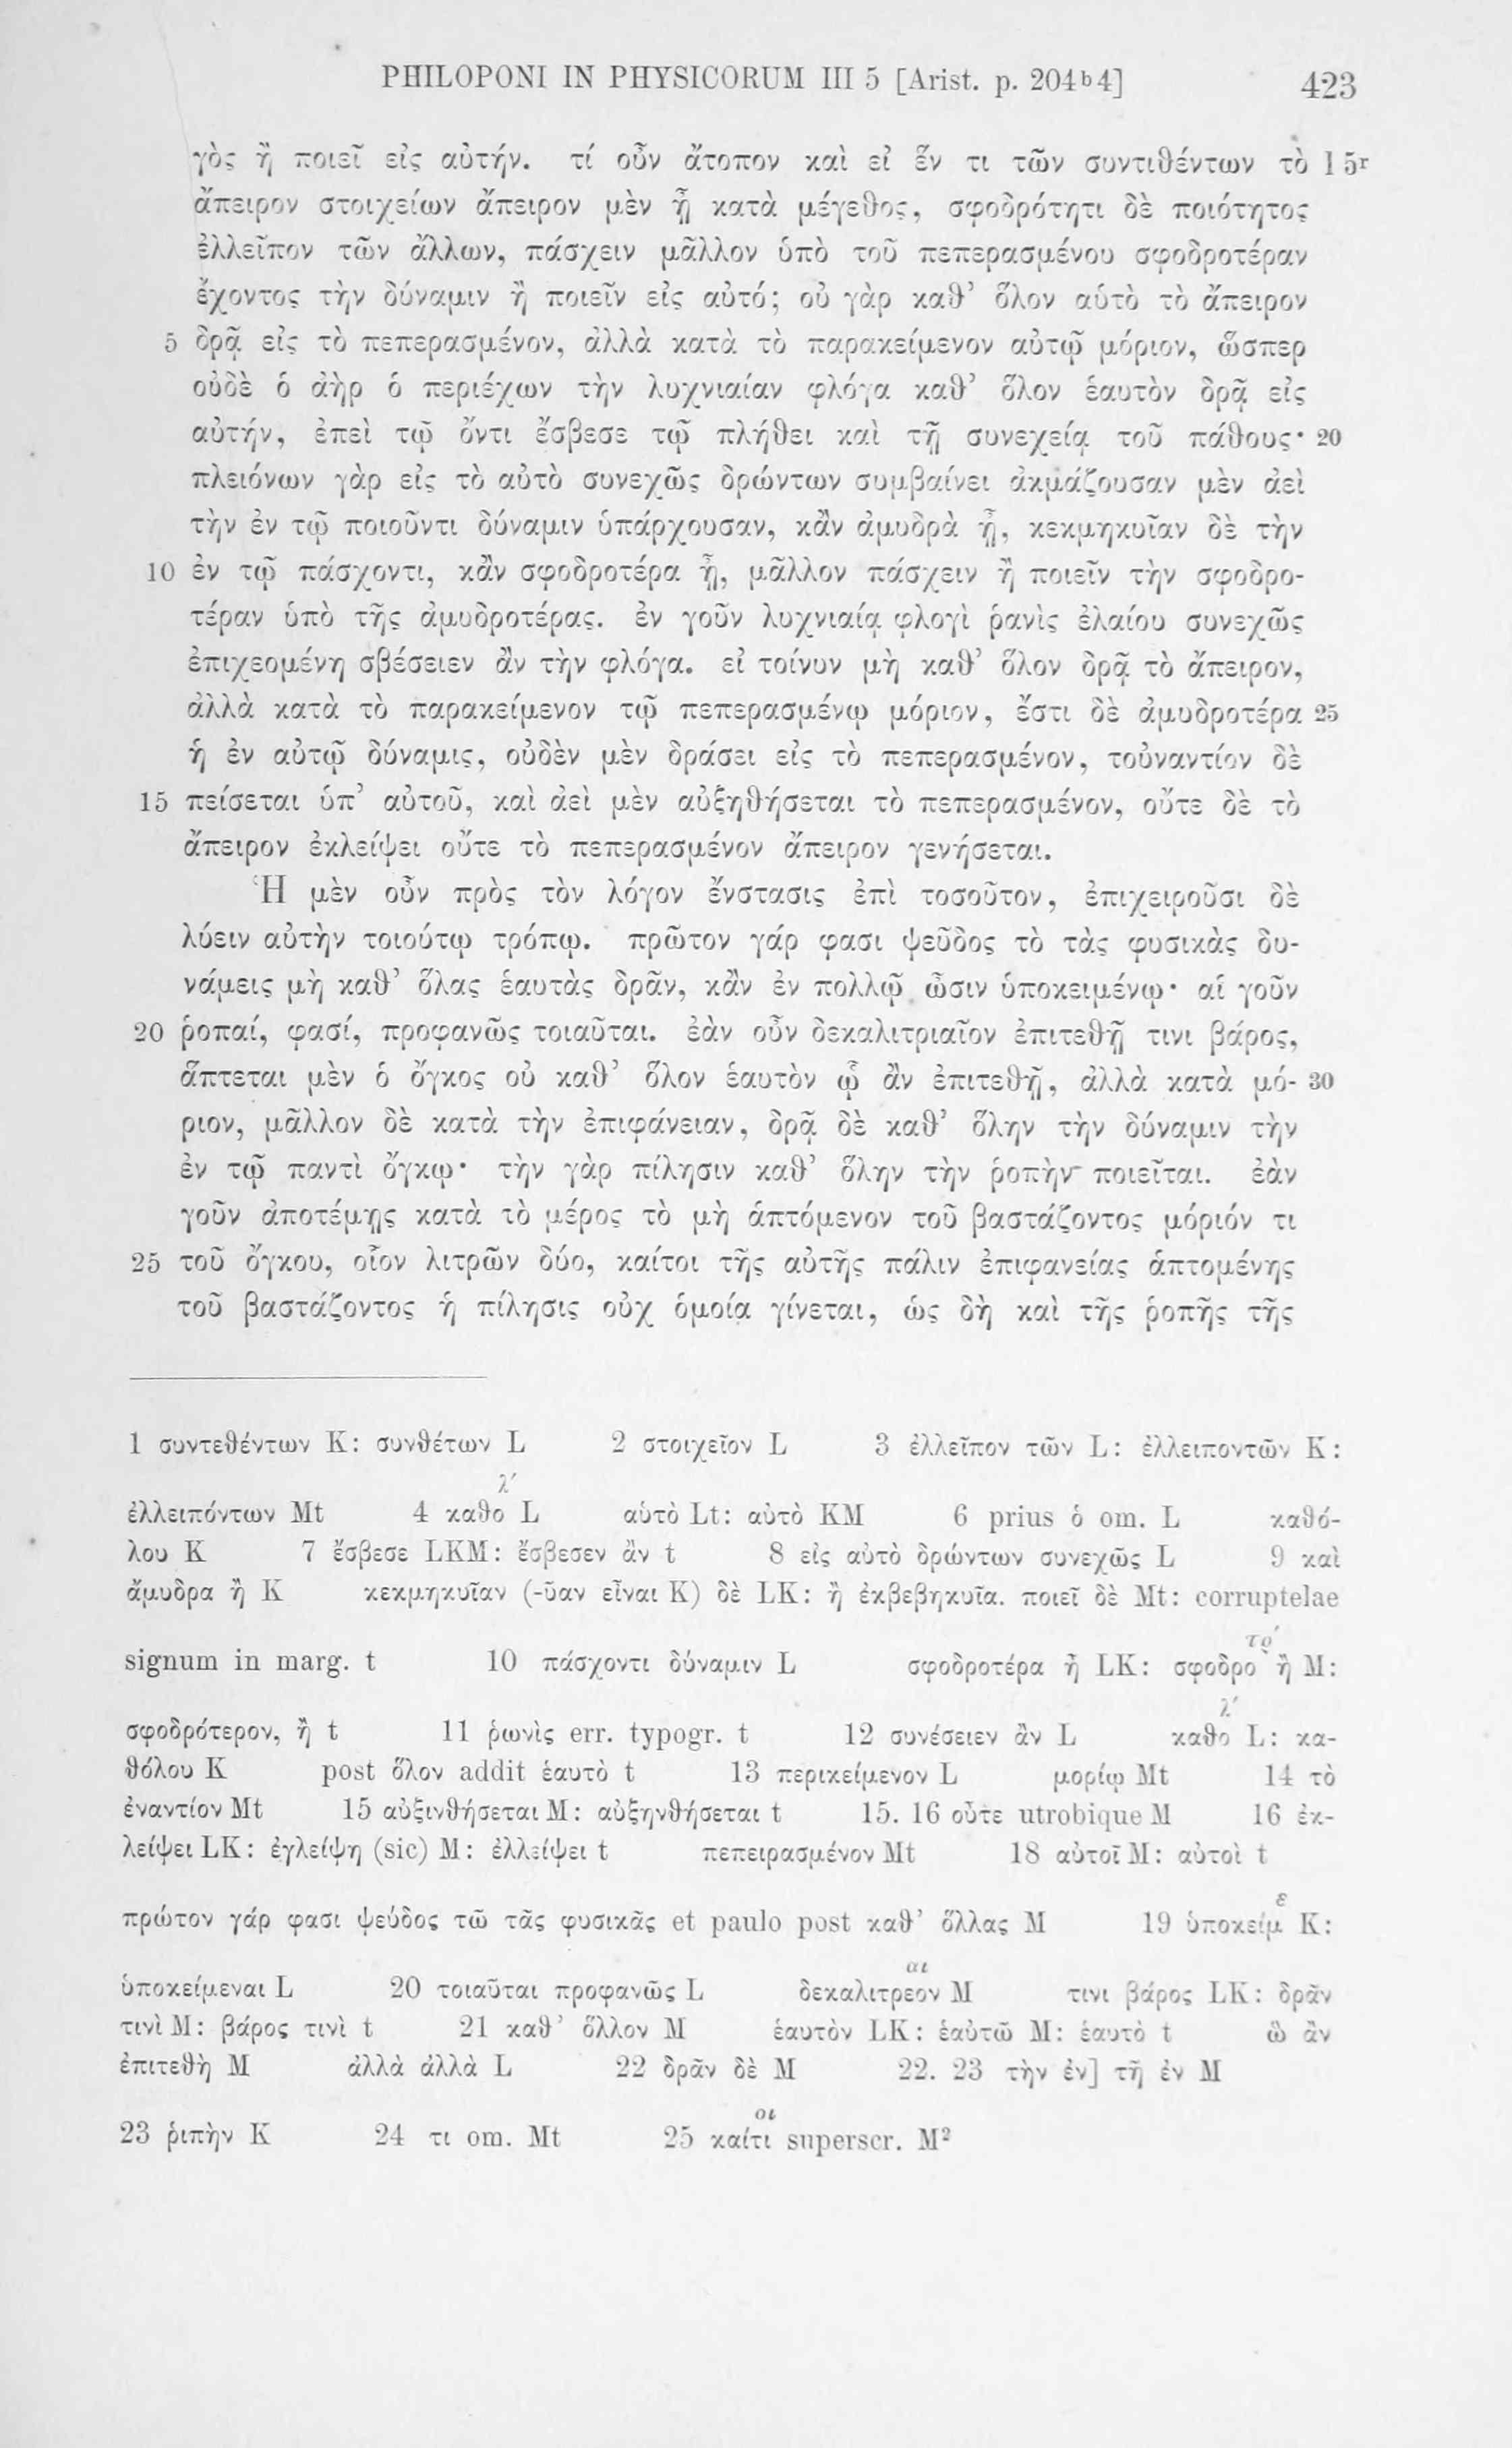 PHILOPONI IN PHYSICORUM III 5 [Arist. p. 204ᵇ4] 423
γὸς ἢ ποιεῖ εἰς αὐτήν. τί οὖν ἄτοπον καὶ εἰ ἕν τι τῶν συντιθέντων τὸ 15ʳ
ἄπειρον στοιχείων ἄπειρον μὲν ᾖ κατὰ μέγεθος, σφοδρότητι δὲ ποιότητος
ἐλλεῖπον τῶν ἄλλων, πάσχειν μᾶλλον ὑπὸ τοῦ πεπερασμένου σφοδροτέραν
ἔχοντος τὴν δύναμιν ἢ ποιεῖν εἰς αὐτό; οὐ γὰρ καθ’ ὅλον αὑτὸ τὸ ἄπειρον
5 δρᾷ εἰς τὸ πεπερασμένον, ἀλλὰ κατὰ τὸ παρακείμενον αὐτῷ μόριον, ὥσπερ
οὐδὲ ὁ ἀὴρ ὁ περιέχων τὴν λυχνιαίαν φλόγα καθ’ ὅλον ἑαυτὸν δρᾷ εἰς
αὐτήν, ἐπεὶ τῷ ὄντι ἔσβεσε τῷ πλήθει καὶ τῇ συνεχείᾳ τοῦ πάθους· 20
πλειόνων γὰρ εἰς τὸ αὐτὸ συνεχῶς δρώντων συμβαίνει ἀκμάζουσαν μὲν ἀεὶ
τὴν ἐν τῷ ποιοῦντι δύναμιν ὑπάρχουσαν, κἂν ἀμυδρὰ ᾖ, κεκμηκυῖαν δὲ τὴν
10 ἐν τῷ πάσχοντι, κἂν σφοδροτέρα ᾖ, μᾶλλον πάσχειν ἢ ποιεῖν τὴν σφοδρο-
τέραν ὑπὸ τῆς ἀμυδροτέρας. ἐν γοῦν λυχνιαίᾳ φλογὶ ῥανὶς ἐλαίου συνεχῶς
ἐπιχεομένη σβέσειεν ἂν τὴν φλόγα. εἰ τοίνυν μὴ καθ’ ὅλον δρᾷ τὸ ἄπειρον,
ἀλλὰ κατὰ τὸ παρακείμενον τῷ πεπερασμένῳ μόριον, ἔστι δὲ ἀμυδροτέρα 25
ἡ ἐν αὐτῷ δύναμις, οὐδὲν μὲν δράσει εἰς τὸ πεπερασμένον, τοὐναντίον δὲ
15 πείσεται ὑπ’ αὐτοῦ, καὶ ἀεὶ μὲν αὐξηθήσεται τὸ πεπερασμένον, οὔτε δὲ τὸ
ἄπειρον ἐκλείψει οὔτε τὸ πεπερασμένον ἄπειρον γενήσεται.
Ἡ μὲν οὖν πρὸς τὸν λόγον ἔνστασις ἐπὶ τοσοῦτον, ἐπιχειροῦσι δὲ
λύειν αὐτὴν τοιούτῳ τρόπῳ. πρῶτον γάρ φασι ψεῦδος τὸ τὰς φυσικὰς δυ-
νάμεις μὴ καθ’ ὅλας ἑαυτὰς δρᾶν, κἂν ἐν πολλῷ ὦσιν ὑποκειμένῳ· αἱ γοῦν
20 ῥοπαί, φασί, προφανῶς τοιαῦται. ἐὰν οὖν δεκαλιτριαῖον ἐπιτεθῇ τινι βάρος,
ἅπτεται μὲν ὁ ὄγκος οὐ καθ’ ὅλον ἑαυτὸν ᾧ ἂν ἐπιτεθῇ, ἀλλὰ κατὰ μό- 30
ριον, μᾶλλον δὲ κατὰ τὴν ἐπιφάνειαν, δρᾷ δὲ καθ’ ὅλην τὴν δύναμιν τὴν
ἐν τῷ παντὶ ὄγκῳ· τὴν γὰρ πίλησιν καθ’ ὅλην τὴν ῥοπὴν ποιεῖται. ἐὰν
γοῦν ἀποτέμῃς κατὰ τὸ μέρος τὸ μὴ ἁπτόμενον τοῦ βαστάζοντος μόριόν τι
25 τοῦ ὄγκου, οἷον λιτρῶν δύο, καίτοι τῆς αὐτῆς πάλιν ἐπιφανείας ἁπτομένης
τοῦ βαστάζοντος ἡ πίλησις οὐχ ὁμοία γίνεται, ὡς δὴ καὶ τῆς ῥοπῆς τῆς
1 συντεθέντων K: συνθέτων L 2 στοιχεῖον L 3 ἐλλεῖπον τῶν L: ἐλλειποντῶν K:
ἐλλειπόντων Mt 4 καθο^λ´ L αὑτὸ Lt: αὐτὸ KM 6 prius ὁ om. L καθό-
λου K 7 ἔσβεσε LKM: ἔσβεσεν ἂν t 8 εἰς αὐτὸ δρώντων συνεχῶς L 9 καὶ
ἄμυδρα ἢ K κεκμηκυῖαν (-ῦαν εἶναι K) δὲ LK: ἢ ἐκβεβηκυῖα. ποιεῖ δὲ Mt: corruptelae
signum in marg. t 10 πάσχοντι δύναμιν L σφοδροτέρα ᾖ LK: σφοδρο^τρ´ ἢ M:
σφοδρότερον, ἢ t 11 ῥωνὶς err. typogr. t 12 συνέσειεν ἂν L καθο^λ´ L: κα-
θόλου K post ὅλον addit ἑαυτὸ t 13 περικείμενον L μορίῳ Mt 14 τὸ
ἐναντίον Mt 15 αὐξινθήσεται M: αὐξηνθήσεται t 15. 16 οὖτε utrobique M 16 ἐκ-
λείψει LK: ἐγλείψη (sic) M: ἐλλείψει t πεπειρασμένον Mt 18 αὐτοῖ M: αὐτοὶ t
πρώτον γάρ φασι ψεύδος τῶ τᾶς φυσικᾶς et paulo post καθ’ ὅλλας M 19 ὑποκείμ^ε K:
ὑποκείμεναι L 20 τοιαῦται προφανῶς L δεκαλιτρεον^αι M τινι βάρος LK: δρᾶν
τινὶ M: βάρος τινὶ t 21 καθ’ ὅλλον M ἑαυτὸν LK: ἑαὐτῶ M: ἑαυτὸ t ὢ ἂν
ἐπιτεθὴ M ἀλλὰ ἀλλὰ L 22 δρᾶν δὲ M 22. 23 τὴν ἐν] τῆ ἐν M
23 ῥιπὴν K 24 τι om. Mt 25 καίτι^οι superscr. M²